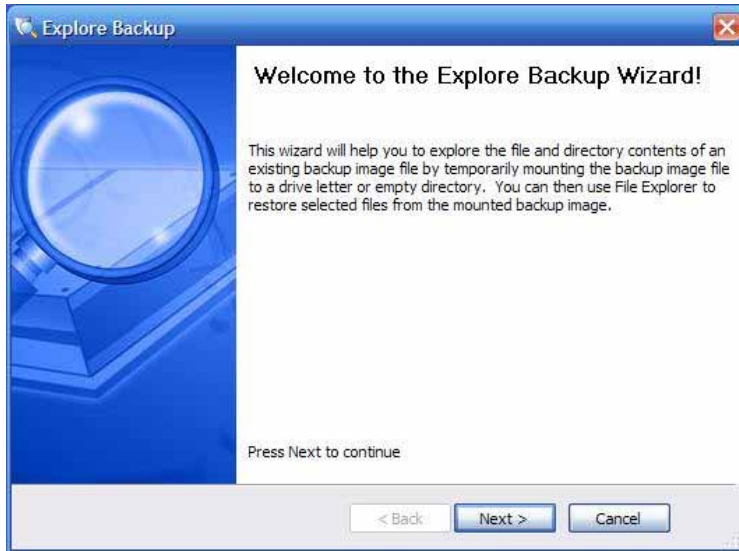 Explore Backup
Welcome to the Explore Backup Wizard!
This wizard will help you to explore the file and directory contents of an
existing backup image file by temporarily mounting the backup image file
to a drive letter or empty directory. You can then use File Explorer to
restore selected files from the mounted backup image.
Press Next to continue
< Back
Next >
Cancel